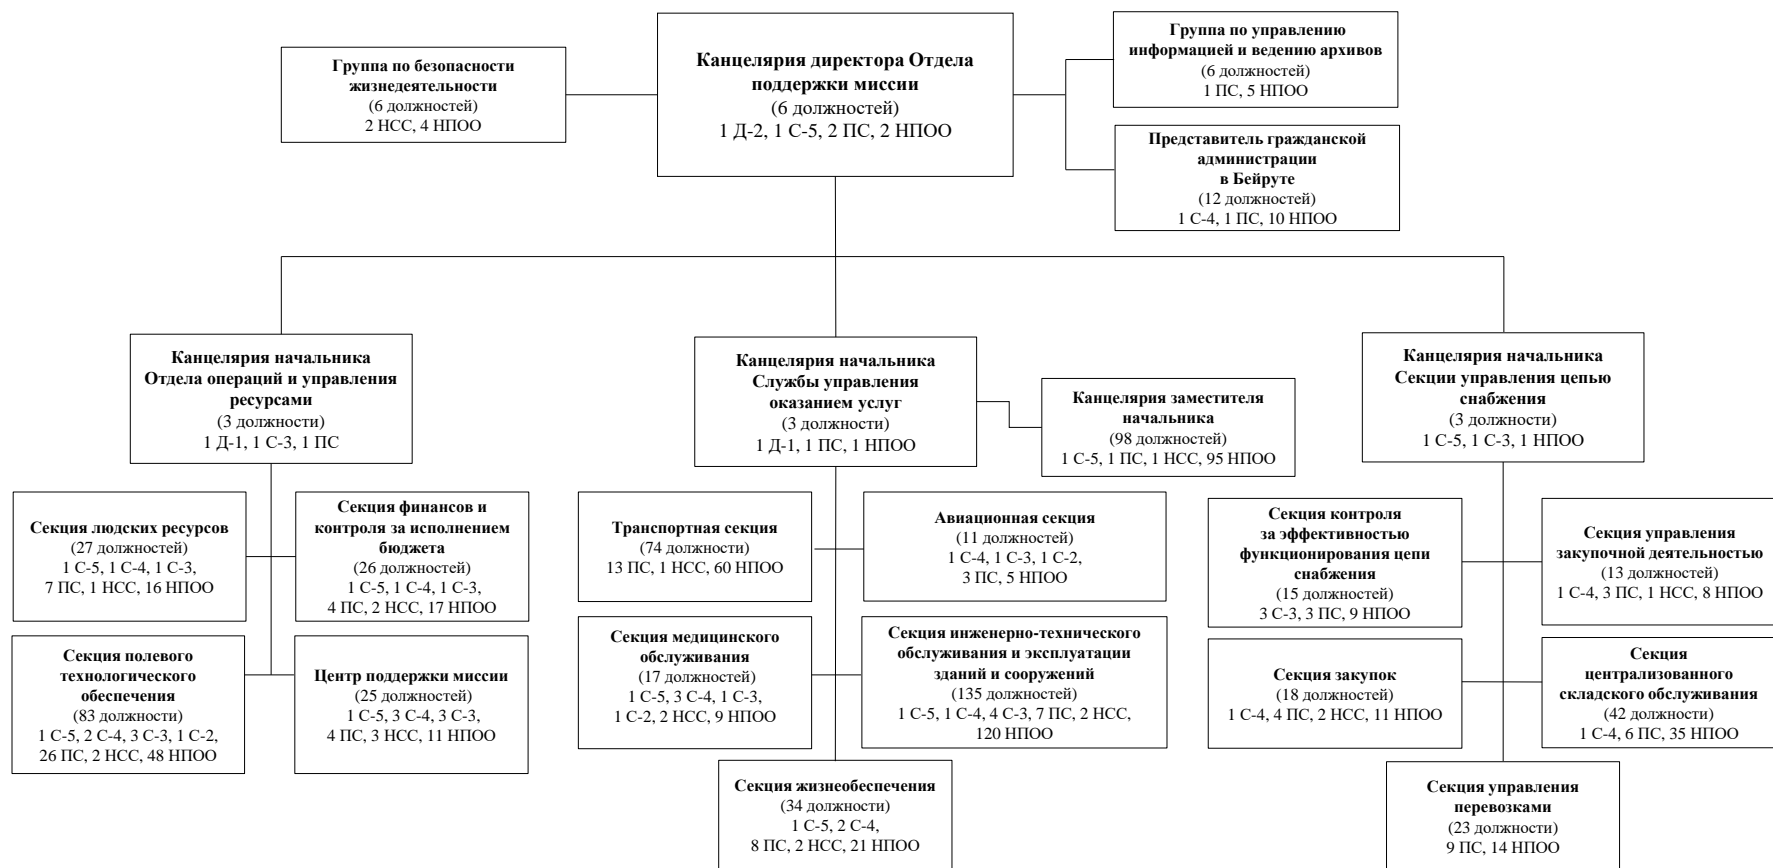 Группа по безопасности
жизнедеятельности
(6 должностей)
2 НСС, 4 НПОО
Канцелярия директора Отдела
поддержки миссии
(6 должностей)
1 Д-2, 1 С-5, 2 ПС, 2 НПОО
Группа по управлению
информацией и ведению архивов
(6 должностей)
1 ПС, 5 НПОО
Представитель гражданской
администрации
в Бейруте
(12 должностей)
1 С-4, 1 ПС, 10 НПОО
Канцелярия начальника
Отдела операций и управления
ресурсами
(3 должности)
1 Д-1, 1 С-3, 1 ПС
Канцелярия начальника
Службы управления
оказанием услуг
(3 должности)
1 Д-1, 1 ПС, 1 НПОО
Канцелярия заместителя
начальника
(98 должностей)
1 С-5, 1 ПС, 1 НСС, 95 НПОО
Канцелярия начальника
Секции управления цепью
снабжения
(3 должности)
1 С-5, 1 С-3, 1 НПОО
Секция людских ресурсов
(27 должностей)
1 С-5, 1 С-4, 1 С-3,
7 ПС, 1 НСС, 16 НПОО
Секция финансов и
контроля за исполнением
бюджета
(26 должностей)
1 С-5, 1 С-4, 1 С-3,
4 ПС, 2 НСС, 17 НПОО
Транспортная секция
(74 должности)
13 ПС, 1 НСС, 60 НПОО
Авиационная секция
(11 должностей)
1 С-4, 1 С-3, 1 С-2,
3 ПС, 5 НПОО
Секция контроля
за эффективностью
функционирования цепи
снабжения
(15 должностей)
3 С-3, 3 ПС, 9 НПОО
Секция управления
закупочной деятельностью
(13 должностей)
1 С-4, 3 ПС, 1 НСС, 8 НПОО
Секция полевого
технологического
обеспечения
(83 должности)
1 С-5, 2 С-4, 3 С-3, 1 С-2,
26 ПС, 2 НСС, 48 НПОО
Центр поддержки миссии
(25 должностей)
1 С-5, 3 С-4, 3 С-3,
4 ПС, 3 НСС, 11 НПОО
Секция медицинского
обслуживания
(17 должностей)
1 С-5, 3 С-4, 1 С-3,
1 С-2, 2 НСС, 9 НПОО
Секция инженерно-технического
обслуживания и эксплуатации
зданий и сооружений
(135 должностей)
1 С-5, 1 С-4, 4 С-3, 7 ПС, 2 НСС,
120 НПОО
Секция закупок
(18 должностей)
1 С-4, 4 ПС, 2 НСС, 11 НПОО
Секция
централизованного
складского обслуживания
(42 должности)
1 С-4, 6 ПС, 35 НПОО
Секция жизнеобеспечения
(34 должности)
1 С-5, 2 С-4,
8 ПС, 2 НСС, 21 НПОО
Секция управления
перевозками
(23 должности)
9 ПС, 14 НПОО